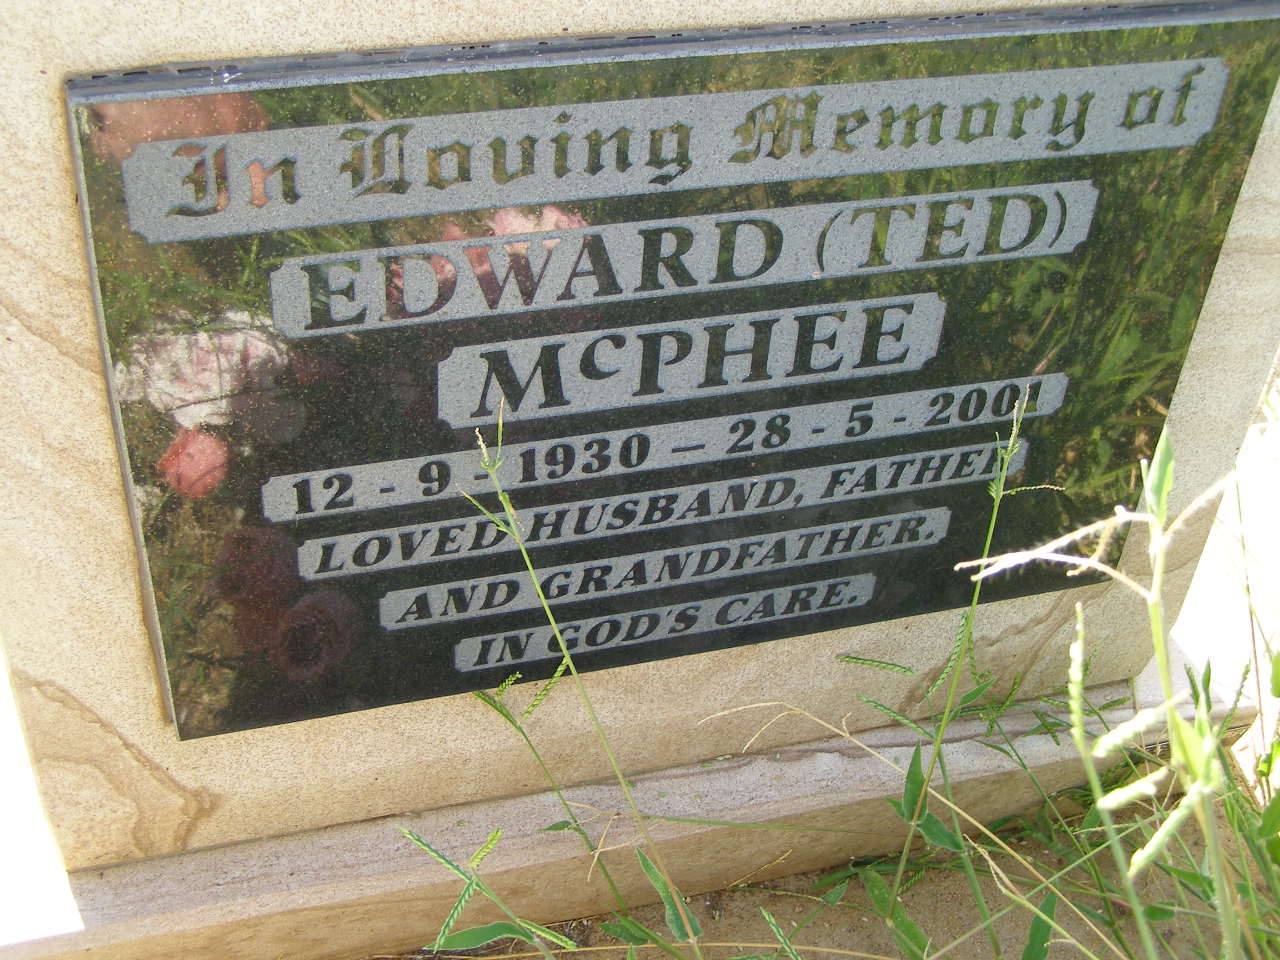 In Loving Memory of
EDWARD (TED)
McPHEE
12 - 9 - 1930 — 28 - 5 - 2001
LOVED HUSBAND, FATHER
AND GRANDFATHER.
IN GOD'S CARE.